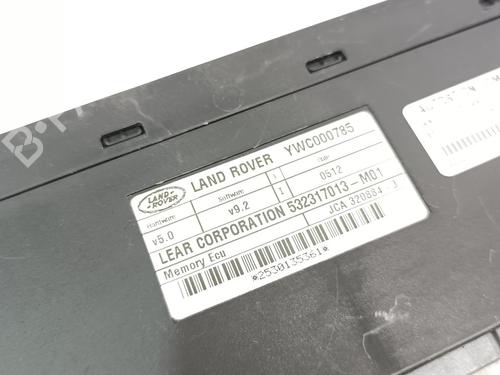 B-PA
LAND-
ROVER
LAND ROVER YWC000785
Hardware Software
v5.0 v9.2 I 0512
LEAR CORPORATION 532317013-M01
Memory Ecu JCA 320884
*2530135361*